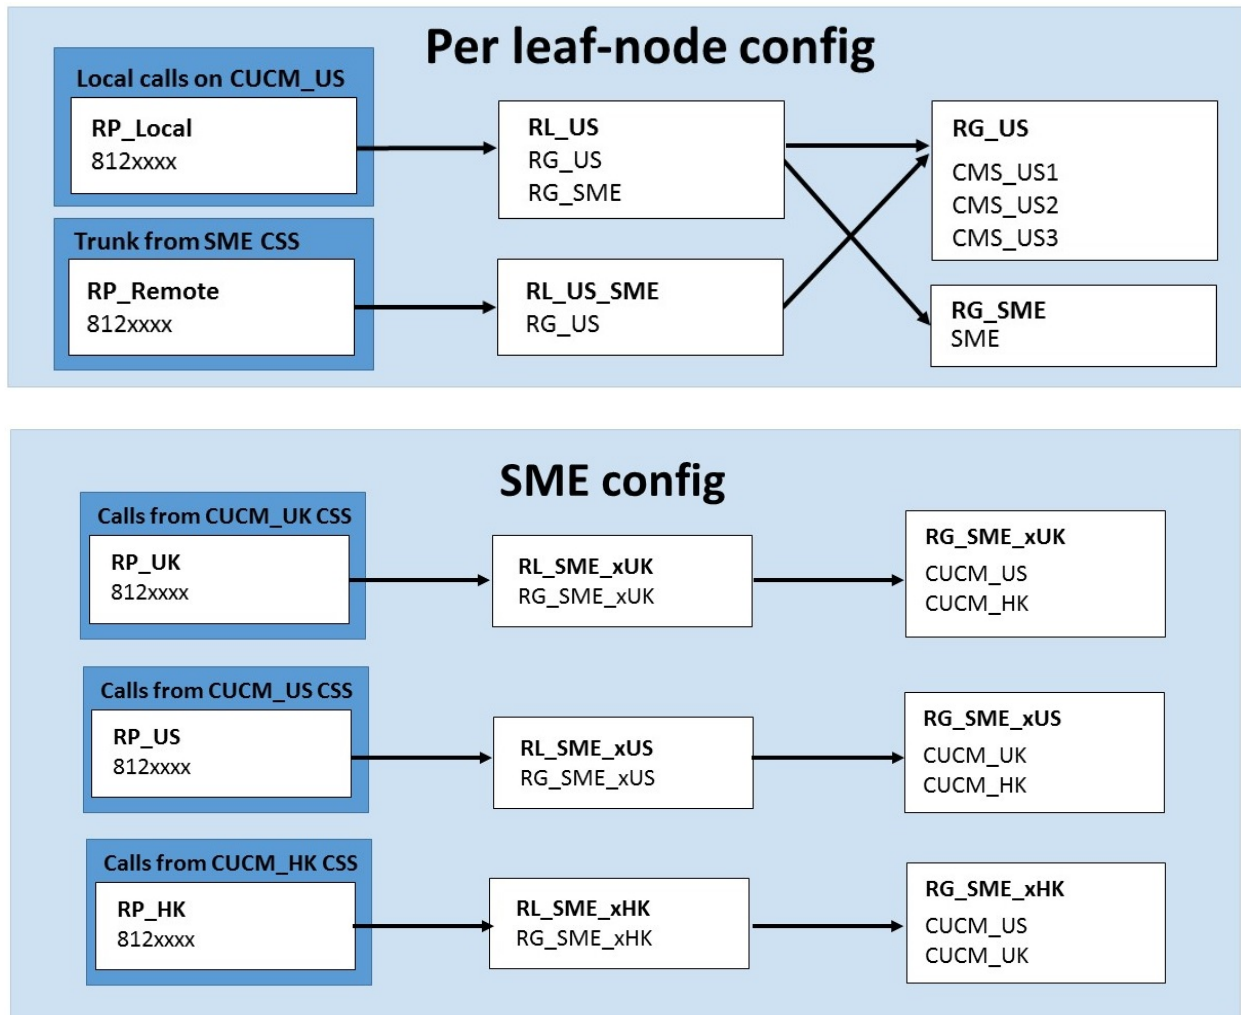 Per leaf-node config
Local calls on CUCM_US
RP_Local
812xxxx
RL_US
RG_US
RG_SME
RG_US
CMS_US1
CMS_US2
CMS_US3
Trunk from SME CSS
RP_Remote
812xxxx
RL_US_SME
RG_US
RG_SME
SME
SME config
Calls from CUCM_UK CSS
RP_UK
812xxxx
RL_SME_xUK
RG_SME_xUK
RG_SME_xUK
CUCM_US
CUCM_HK
Calls from CUCM_US CSS
RP_US
812xxxx
RL_SME_xUS
RG_SME_xUS
RG_SME_xUS
CUCM_UK
CUCM_HK
Calls from CUCM_HK CSS
RP_HK
812xxxx
RL_SME_xHK
RG_SME_xHK
RG_SME_xHK
CUCM_US
CUCM_UK